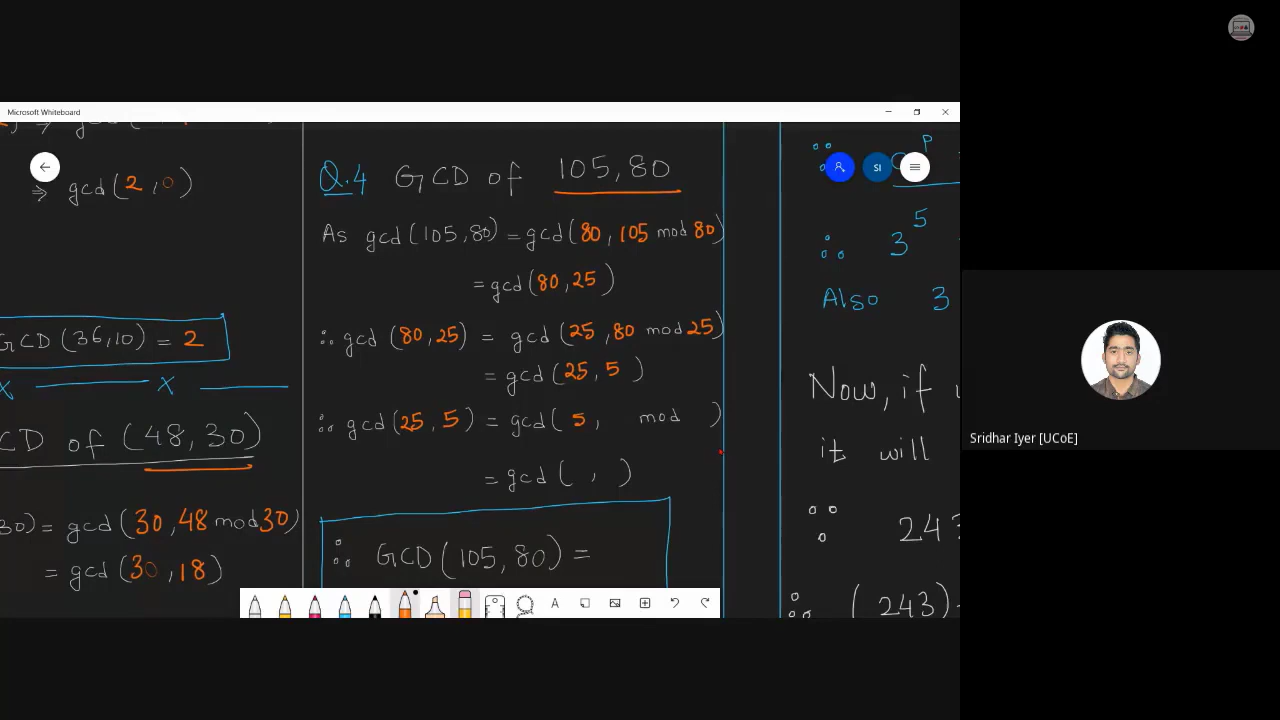 Microsoft Whiteboard
⇒ gcd(2, 0)
GCD (36,10) = 2
X X
CD of (48,30)
30) = gcd(30, 48 mod 30)
= gcd(30, 18)
Q.4 GCD of 105,80
As gcd(105,80) = gcd(80, 105 mod 80)
= gcd(80, 25)
∴ gcd(80, 25) = gcd(25, 80 mod 25)
= gcd(25, 5)
∴ gcd(25, 5) = gcd(5, mod )
= gcd( , )
∴ GCD(105, 80) =
SI
∴ 3^5
Also 3
Now, if
it will
∴ 243
∴ (243)
A
Sridhar Iyer [UCoE]